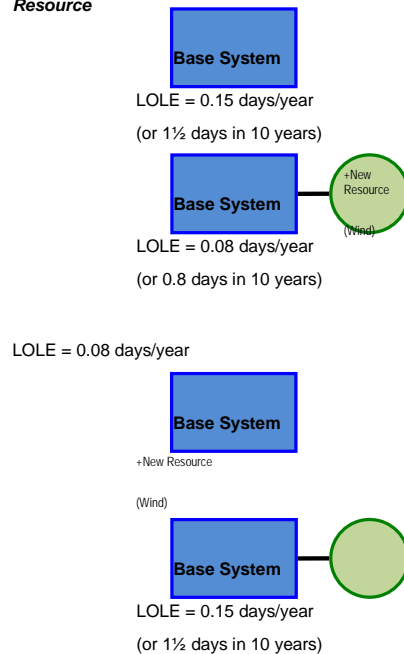 Resource
Base System
LOLE = 0.15 days/year
(or 1½ days in 10 years)
+New
Resource
Base System
(Wind)
LOLE = 0.08 days/year
(or 0.8 days in 10 years)
LOLE = 0.08 days/year
Base System
+New Resource
(Wind)
Base System
LOLE = 0.15 days/year
(or 1½ days in 10 years)